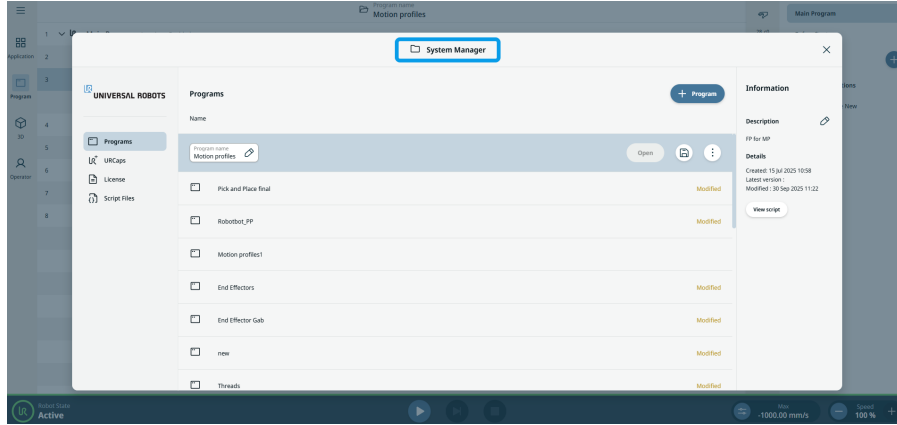 Program name
Motion profiles
Main Program
1
Application
2
3
Program
4
3D
5
6
Operator
7
8
System Manager
UNIVERSAL ROBOTS
Programs
URCaps
License
Script Files
Programs
+ Program
Name
Program name
Motion profiles
Open
Pick and Place final
Modified
Robotbot_PP
Modified
Motion profiles1
End Effectors
Modified
End Effector Gab
Modified
new
Modified
Threads
Modified
Information
Description
FP for MP
Details
Created: 15 Jul 2025 10:58
Latest version :
Modified : 30 Sep 2025 11:22
View script
New
Robot State
Active
Max
-1000.00 mm/s
Speed
100 %